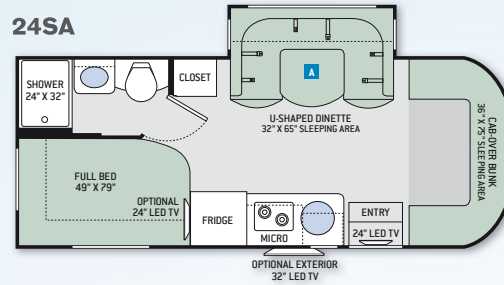 24SA
SHOWER
24" X 32"
CLOSET
A
U-SHAPED DINETTE
32" X 65" SLEEPING AREA
CAB-OVER BUNK
36" X 75" SLEEPING AREA
FULL BED
49" X 79"
OPTIONAL
24" LED TV
FRIDGE
MICRO
ENTRY
24" LED TV
OPTIONAL EXTERIOR
32" LED TV